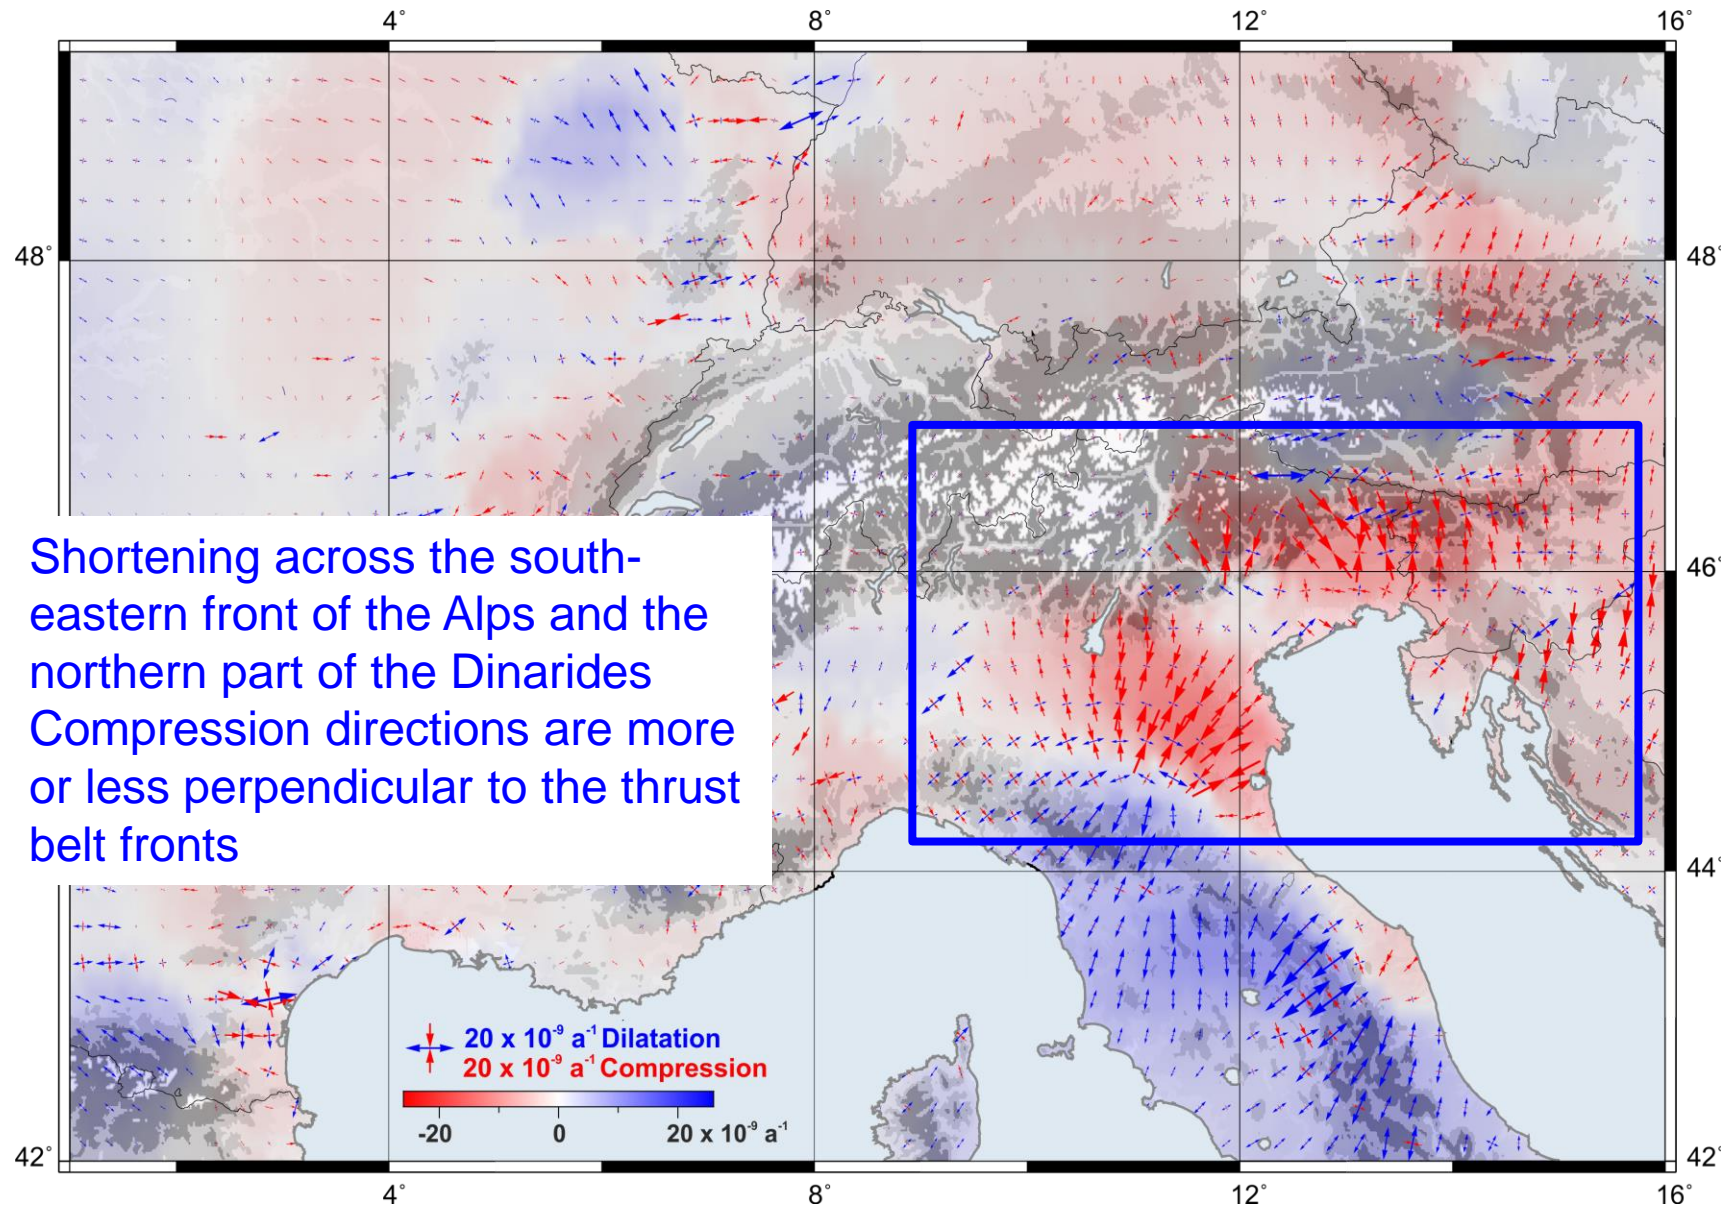 4° 8° 12° 16°
48° 48°
46°
Shortening across the south-
eastern front of the Alps and the
northern part of the Dinarides
Compression directions are more
or less perpendicular to the thrust
belt fronts
44°
20 x 10⁻⁹ a⁻¹ Dilatation
20 x 10⁻⁹ a⁻¹ Compression
-20 0 20 x 10⁻⁹ a⁻¹
42° 42°
4° 8° 12° 16°